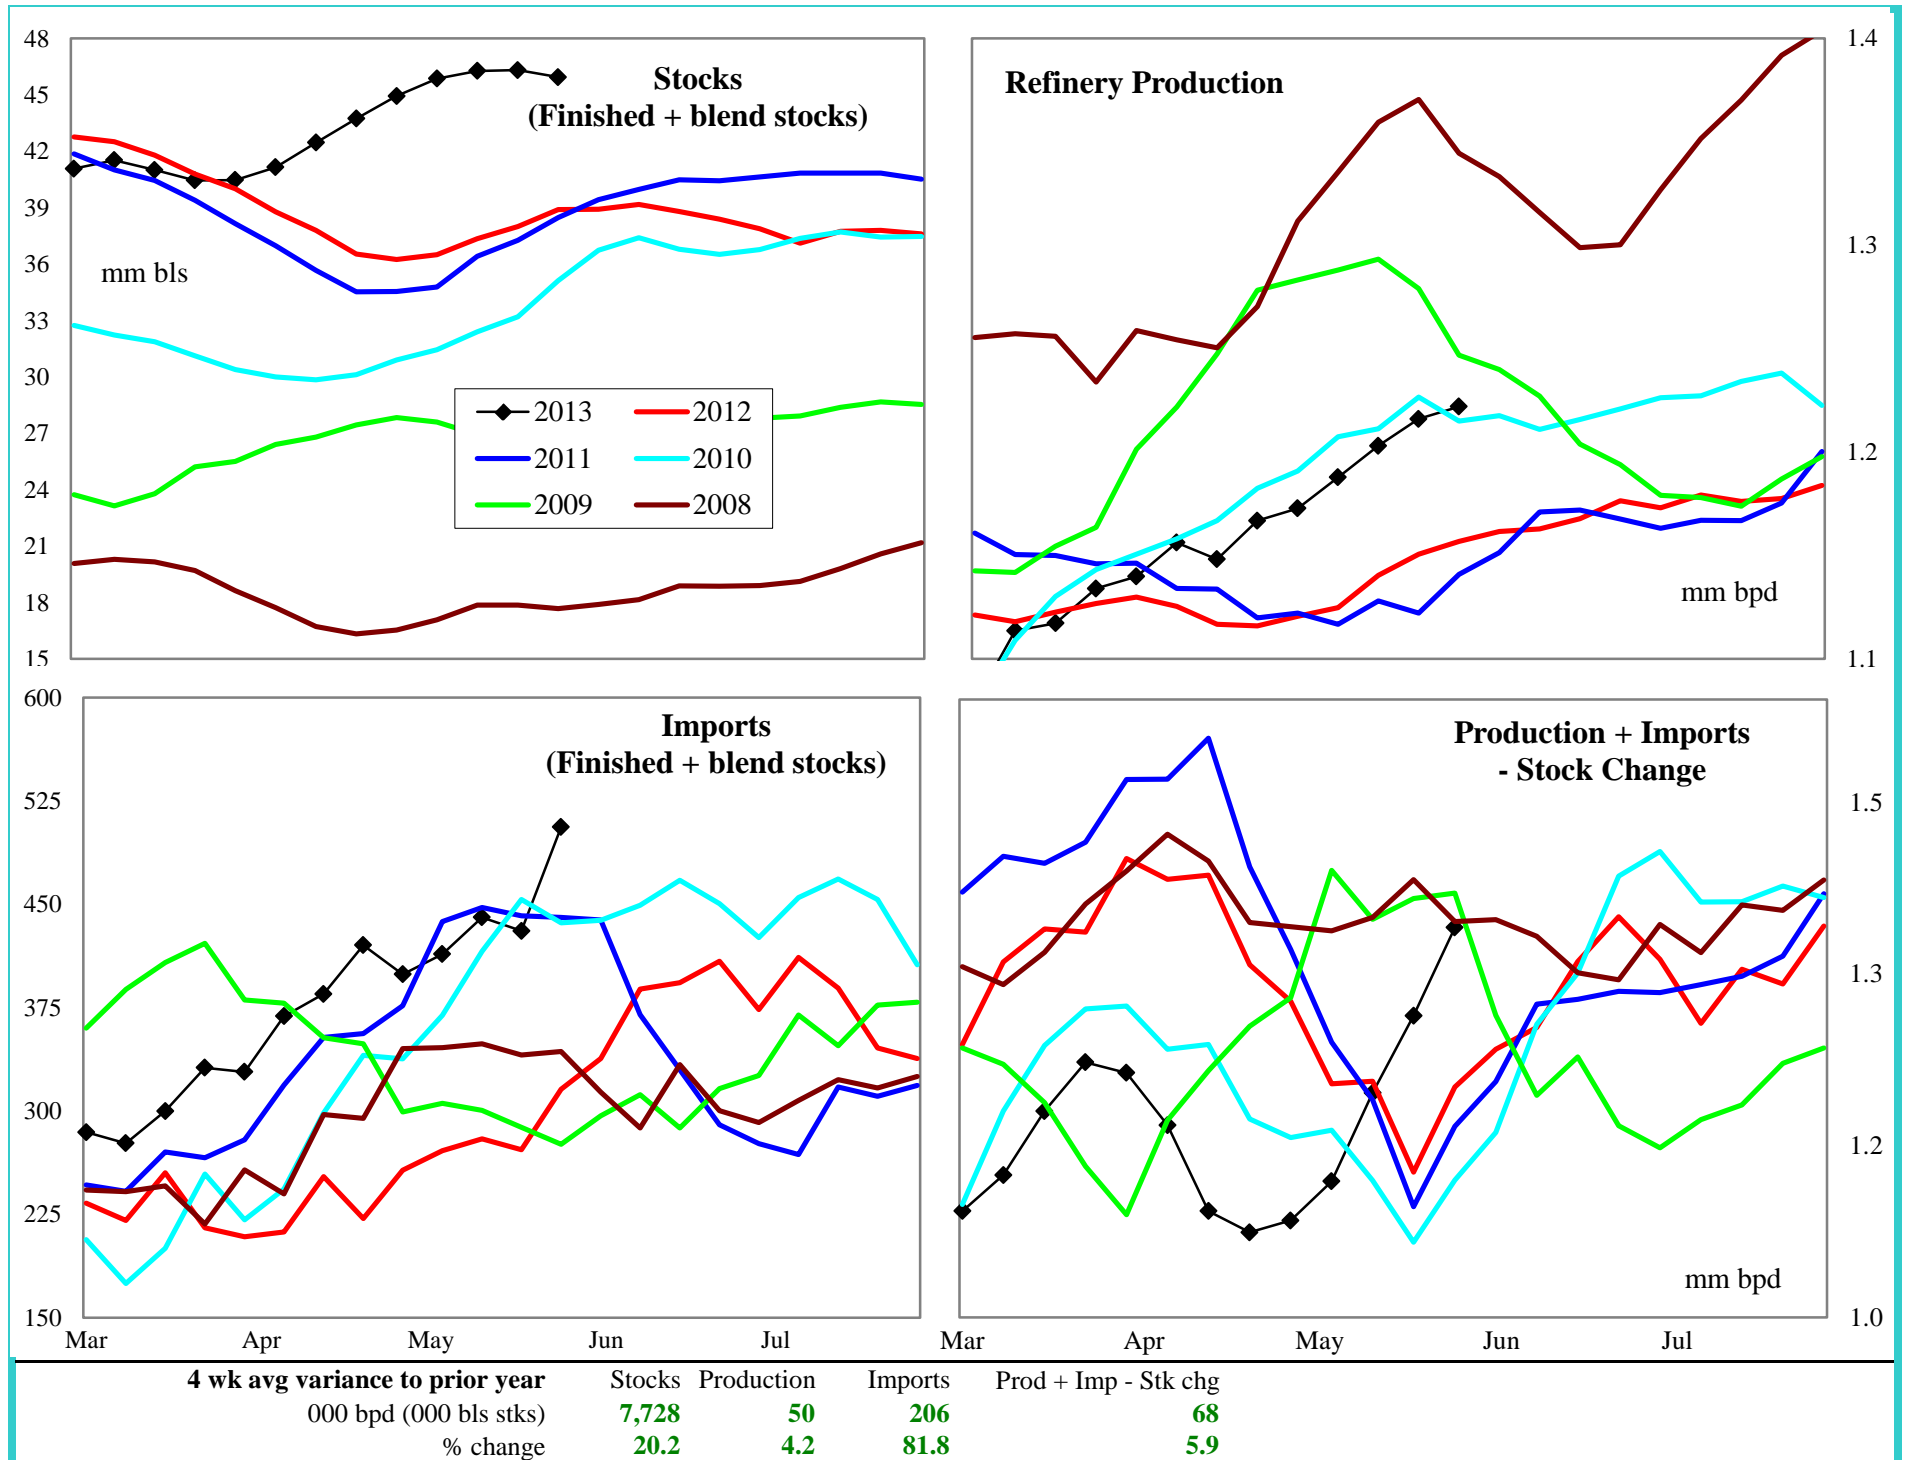 48
45
42
39
36
33
30
27
24
21
18
15
Stocks
(Finished + blend stocks)
mm bls
2013 2012
2011 2010
2009 2008
Refinery Production
mm bpd
1.4
1.3
1.2
1.1
600
525
450
375
300
225
150
Imports
(Finished + blend stocks)
Mar Apr May Jun Jul
Production + Imports
- Stock Change
mm bpd
1.5
1.3
1.2
1.0
Mar Apr May Jun Jul
4 wk avg variance to prior year Stocks Production Imports Prod + Imp - Stk chg
000 bpd (000 bls stks) 7,728 50 206 68
% change 20.2 4.2 81.8 5.9